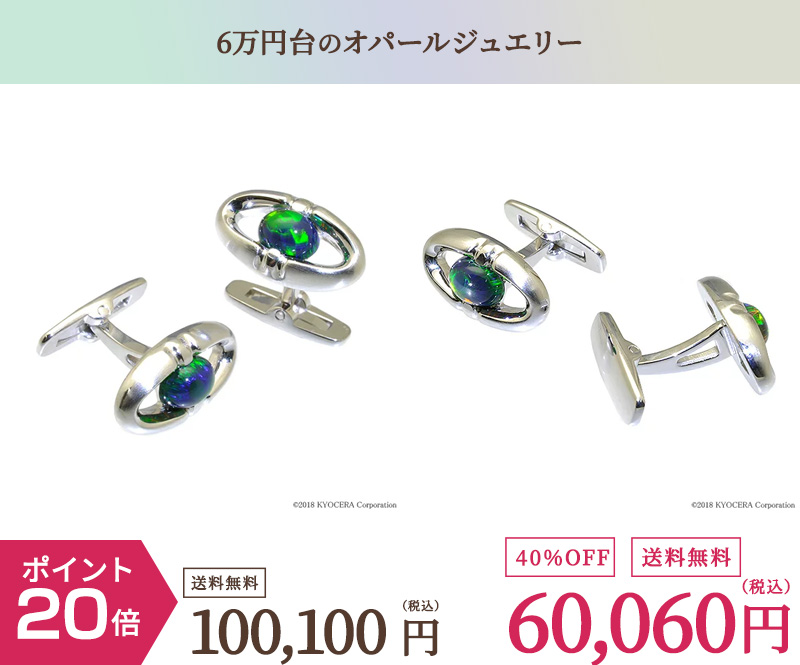 6万円台のオパールジュエリー
©2018 KYOCERA Corporation
©2018 KYOCERA Corporation
ポイント
20倍
送料無料
100,100円
(税込)
40%OFF
送料無料
60,060円
(税込)